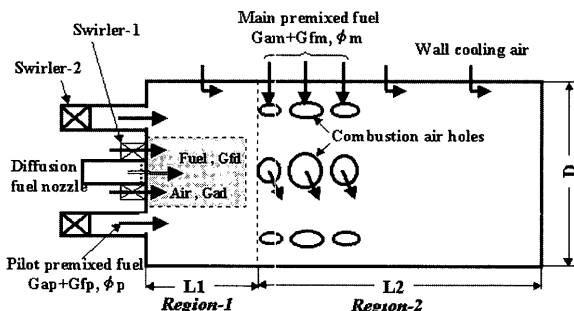 Main premixed fuel
Gam+Gfm, ϕm
Swirler-1
Wall cooling air
Swirler-2
Combustion air holes
Fuel , Gfd
Diffusion
fuel nozzle
Air , Gad
D
Pilot premixed fuel
Gap+Gfp, ϕp
L1
L2
Region-1
Region-2